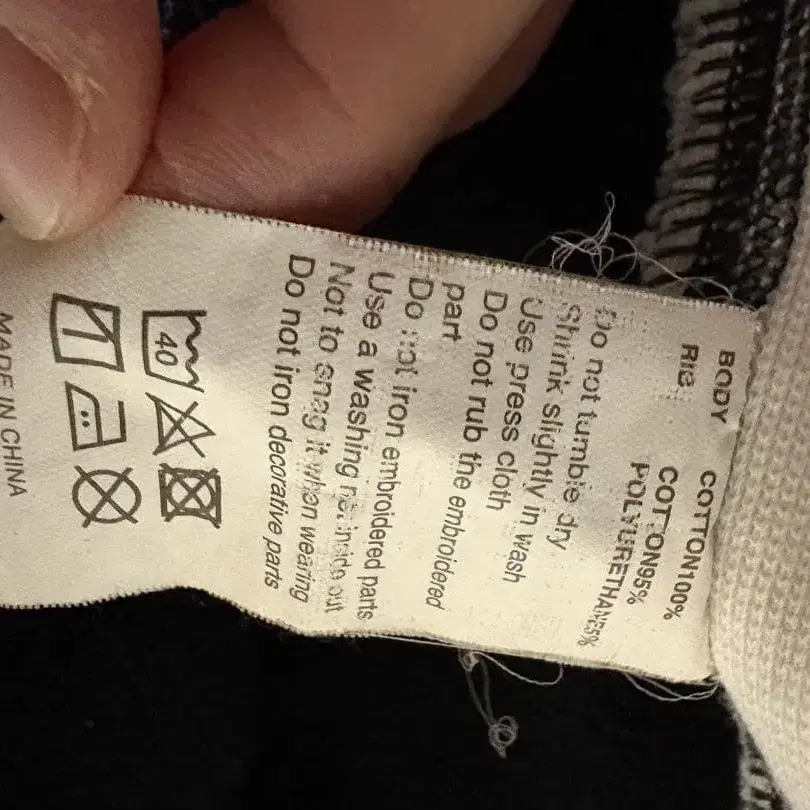 BODY COTTON100%
RIB COTTON95%
POLYURETHANE5%
Do not tumble dry
Shrink slightly in wash
Use press cloth
Do not rub the embroidered
part
Do not iron embroidered parts
Use a washing net inside out
Not to snag it when wearing
Do not iron decorative parts
40
MADE IN CHINA